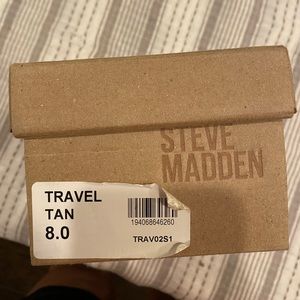 STEVE
MADDEN
TRAVEL
TAN
8.0
194068646260
TRAV02S1